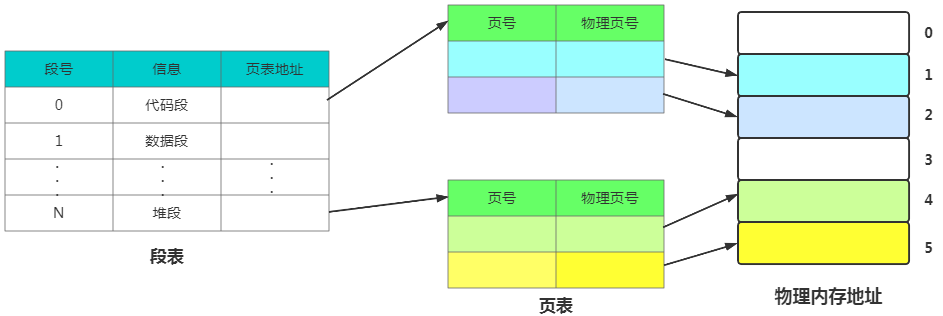 段号 信息 页表地址
0 代码段
1 数据段
N 堆段
段表
页号 物理页号
页号 物理页号
页表
0
1
2
3
4
5
物理内存地址